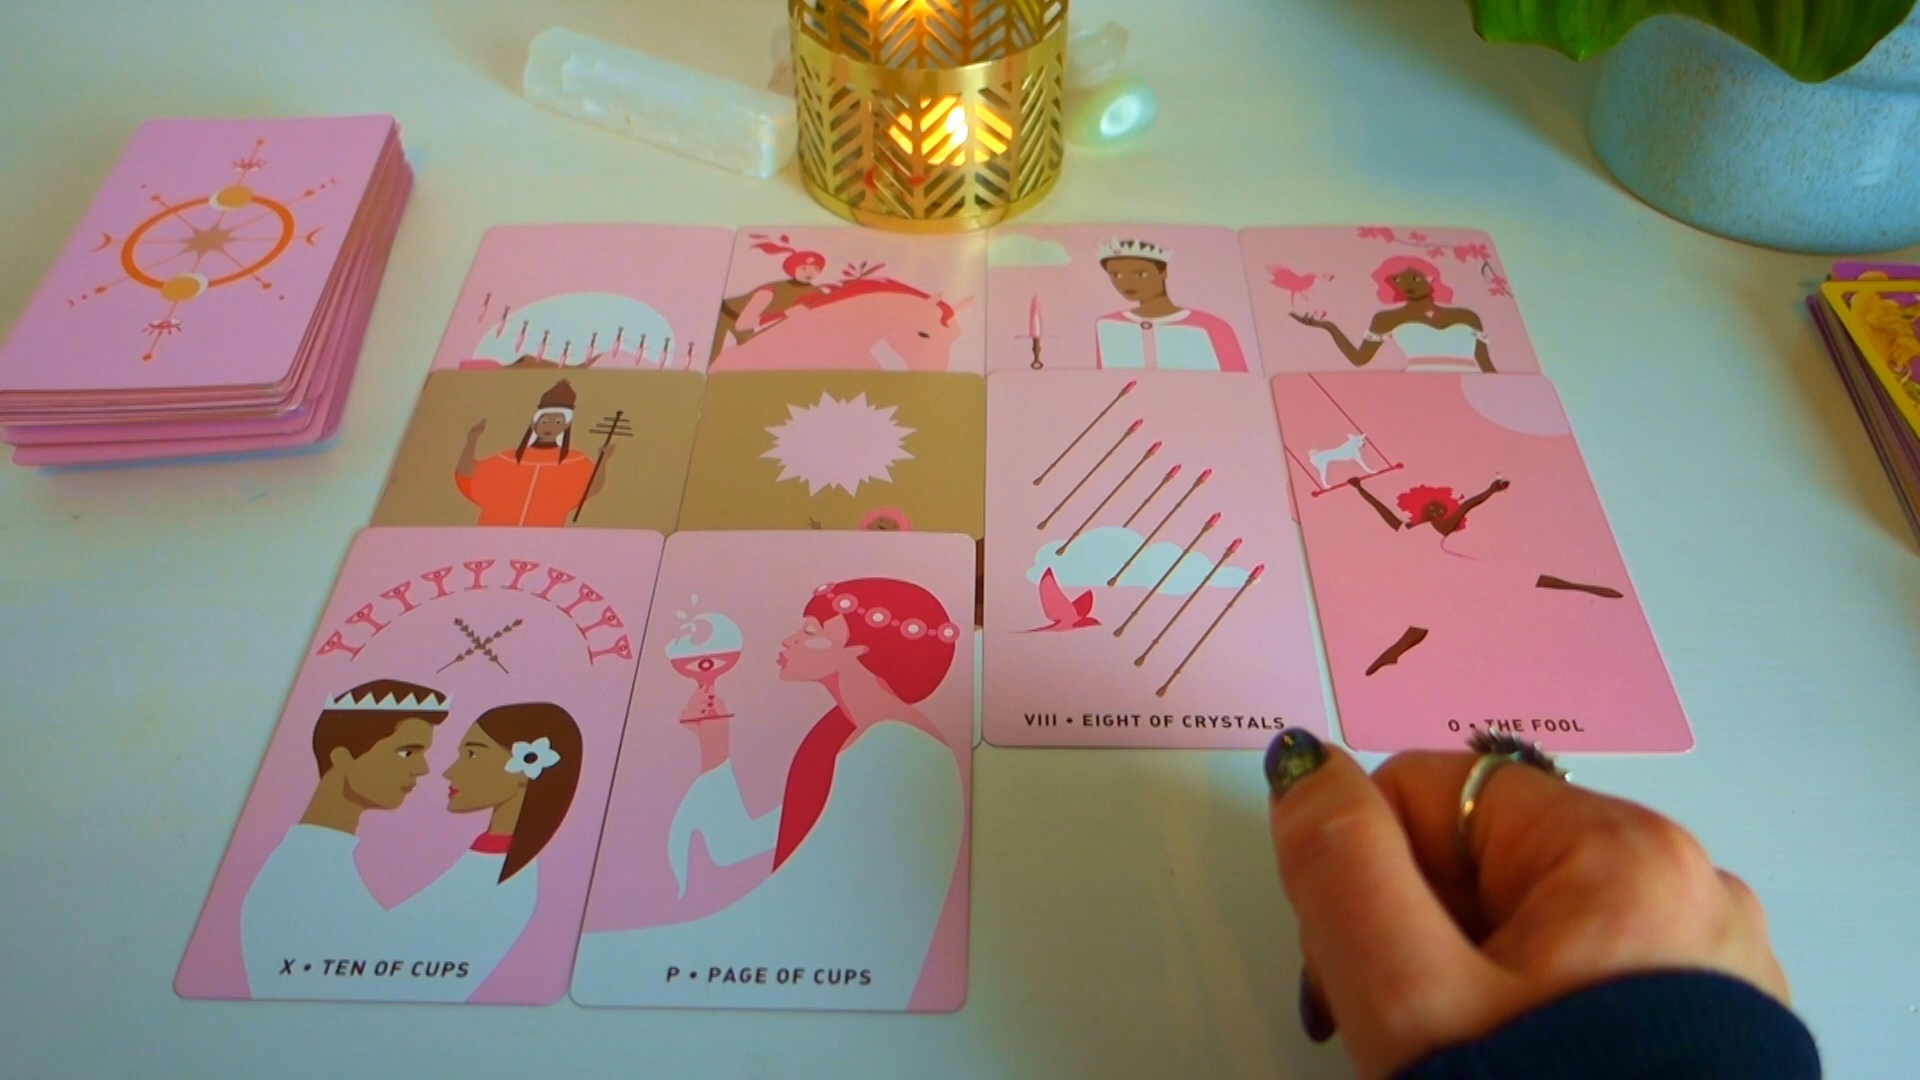 VIII • EIGHT OF CRYSTALS
O • THE FOOL
X • TEN OF CUPS
P • PAGE OF CUPS